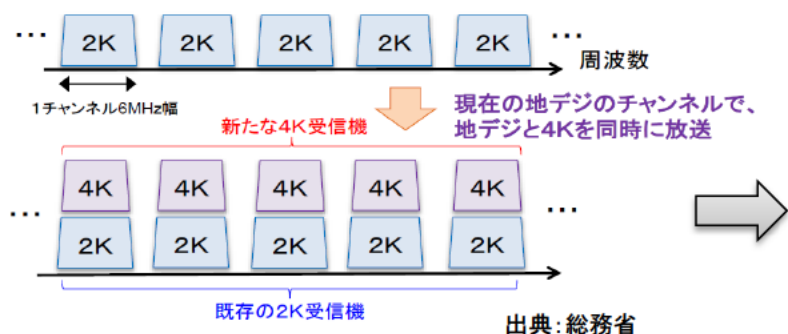 … 2K 2K 2K 2K 2K …
周波数
1チャンネル6MHz幅
現在の地デジのチャンネルで、
地デジと4Kを同時に放送
新たな4K受信機
4K 4K 4K 4K 4K
… …
2K 2K 2K 2K 2K
既存の2K受信機
出典:総務省